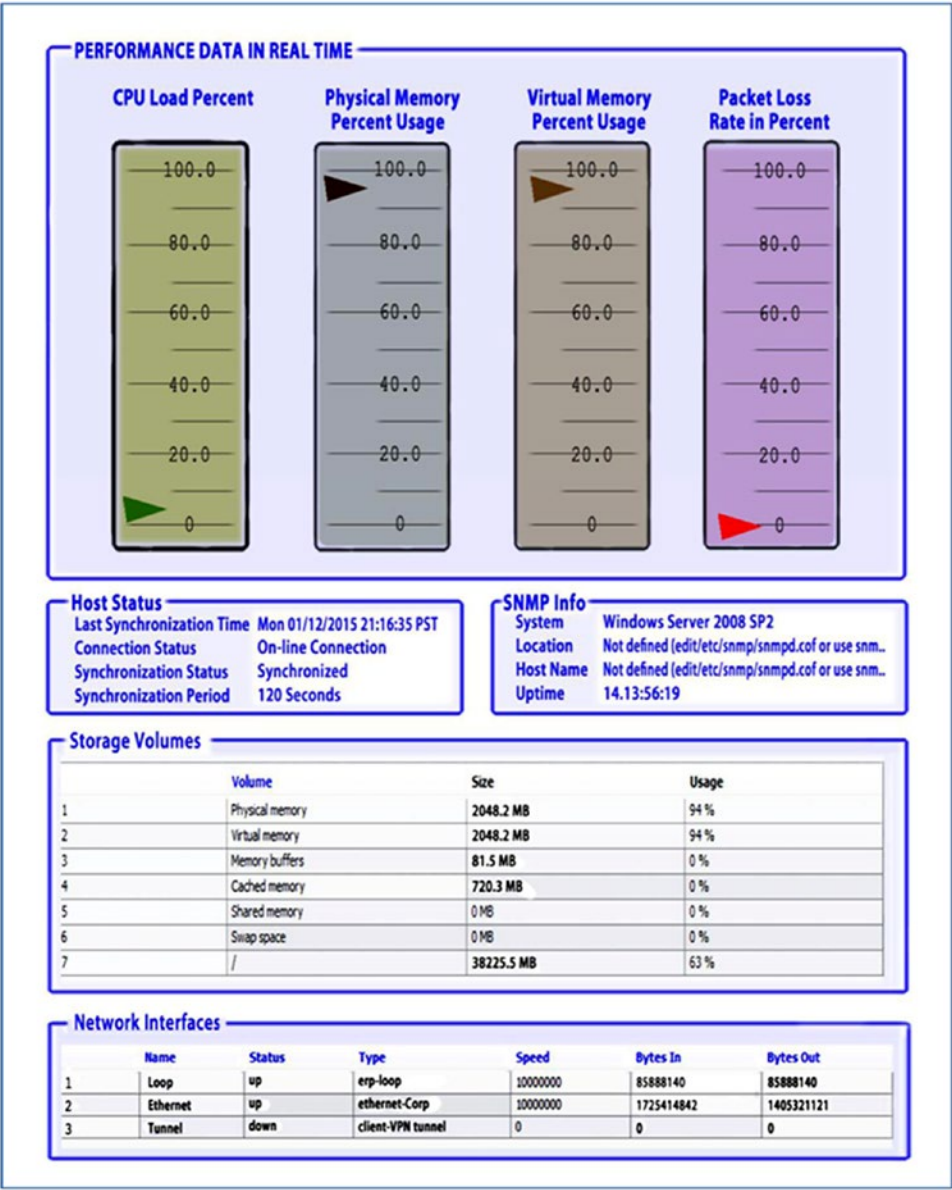 PERFORMANCE DATA IN REAL TIME
CPU Load Percent
Physical Memory Percent Usage
Virtual Memory Percent Usage
Packet Loss Rate in Percent
100.0 100.0 100.0 100.0
80.0 80.0 80.0 80.0
60.0 60.0 60.0 60.0
40.0 40.0 40.0 40.0
20.0 20.0 20.0 20.0
0 0 0 0
Host Status
Last Synchronization Time Mon 01/12/2015 21:16:35 PST
Connection Status On-line Connection
Synchronization Status Synchronized
Synchronization Period 120 Seconds
SNMP Info
System Windows Server 2008 SP2
Location Not defined (edit/etc/snmp/snmpd.cof or use snm..
Host Name Not defined (edit/etc/snmp/snmpd.cof or use snm..
Uptime 14.13:56:19
Storage Volumes
Volume Size Usage
1 Physical memory 2048.2 MB 94 %
2 Virtual memory 2048.2 MB 94 %
3 Memory buffers 81.5 MB 0 %
4 Cached memory 720.3 MB 0 %
5 Shared memory 0 MB 0 %
6 Swap space 0 MB 0 %
7 / 38225.5 MB 63 %
Network Interfaces
Name Status Type Speed Bytes In Bytes Out
1 Loop up erp-loop 10000000 85888140 85888140
2 Ethernet up ethernet-Corp 10000000 1725414842 1405321121
3 Tunnel down client-VPN tunnel 0 0 0